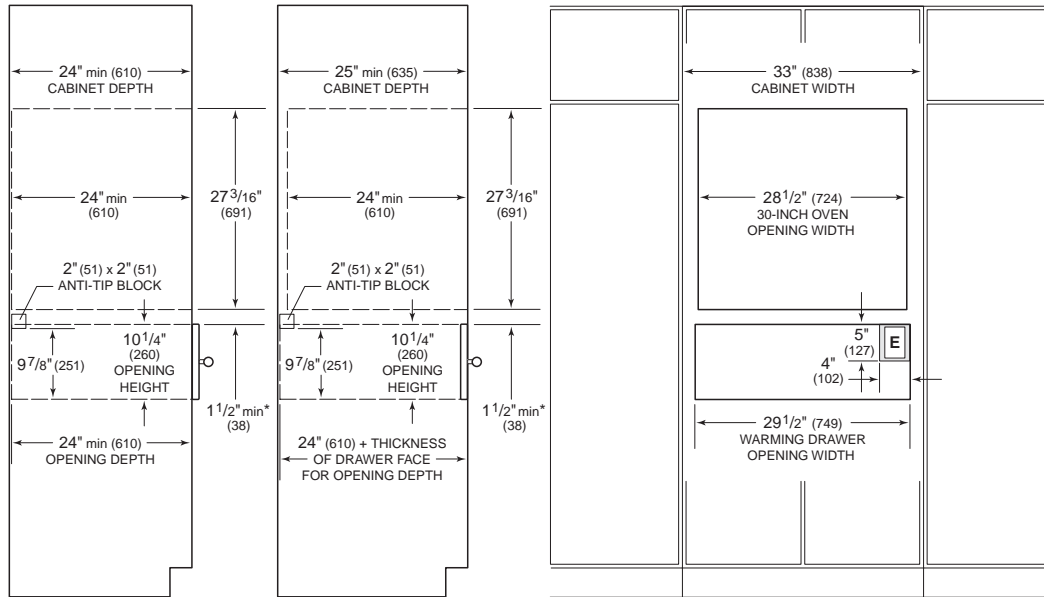 24" min (610)
CABINET DEPTH
24" min
(610)
27 3/16"
(691)
2" (51) x 2" (51)
ANTI-TIP BLOCK
10 1/4"
(260)
OPENING
HEIGHT
9 7/8" (251)
1 1/2" min*
(38)
24" min (610)
OPENING DEPTH
25" min (635)
CABINET DEPTH
24" min
(610)
27 3/16"
(691)
2" (51) x 2" (51)
ANTI-TIP BLOCK
10 1/4"
(260)
OPENING
HEIGHT
9 7/8" (251)
1 1/2" min*
(38)
24" (610) + THICKNESS
OF DRAWER FACE
FOR OPENING DEPTH
33" (838)
CABINET WIDTH
28 1/2" (724)
30-INCH OVEN
OPENING WIDTH
5"
(127)
E
4"
(102)
29 1/2" (749)
WARMING DRAWER
OPENING WIDTH